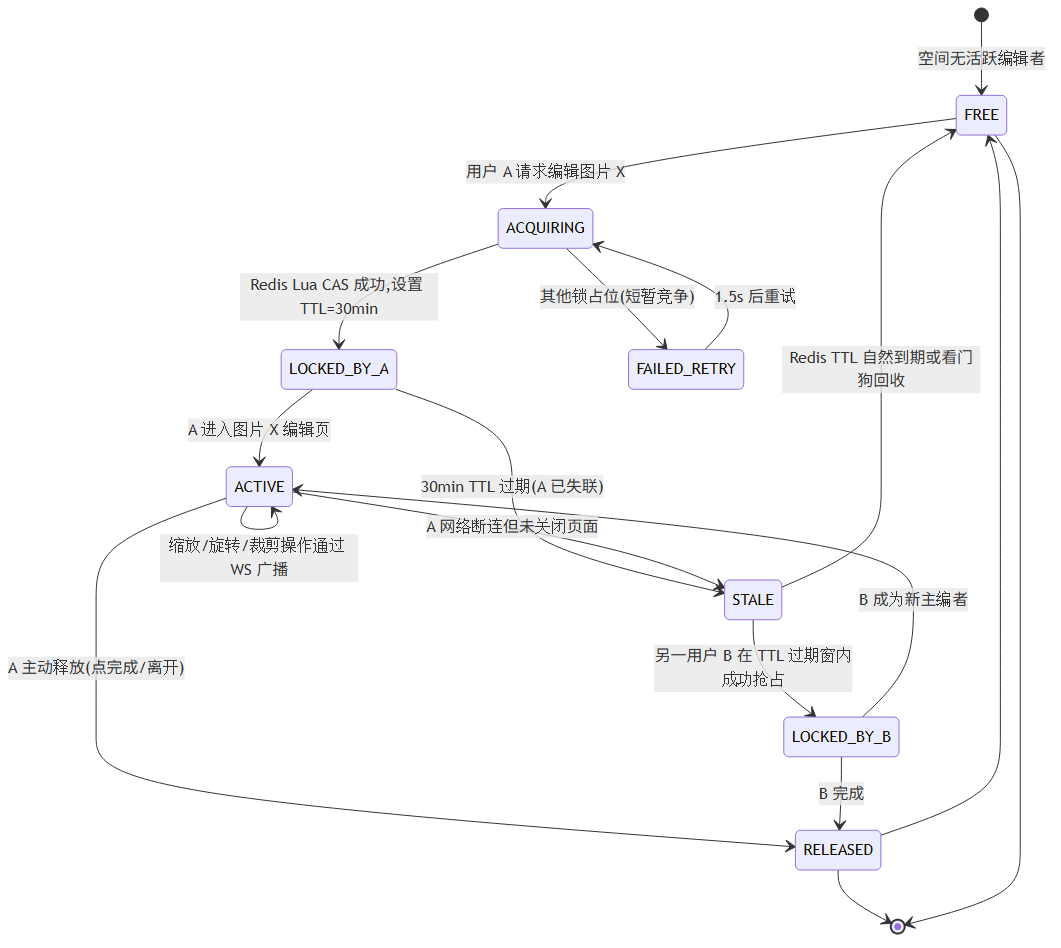 空间无活跃编辑者
FREE
用户 A 请求编辑图片 X
ACQUIRING
Redis Lua CAS 成功,设置
TTL=30min
其他锁占位(短暂竞争)
1.5s 后重试
LOCKED_BY_A
FAILED_RETRY
Redis TTL 自然到期或看门
狗回收
A 进入图片 X 编辑页
ACTIVE
30min TTL 过期(A 已失联)
A 网络断连但未关闭页面
缩放/旋转/裁剪操作通过
WS 广播
STALE
B 成为新主编者
另一用户 B 在 TTL 过期窗内
成功抢占
A 主动释放(点完成/离开)
LOCKED_BY_B
B 完成
RELEASED